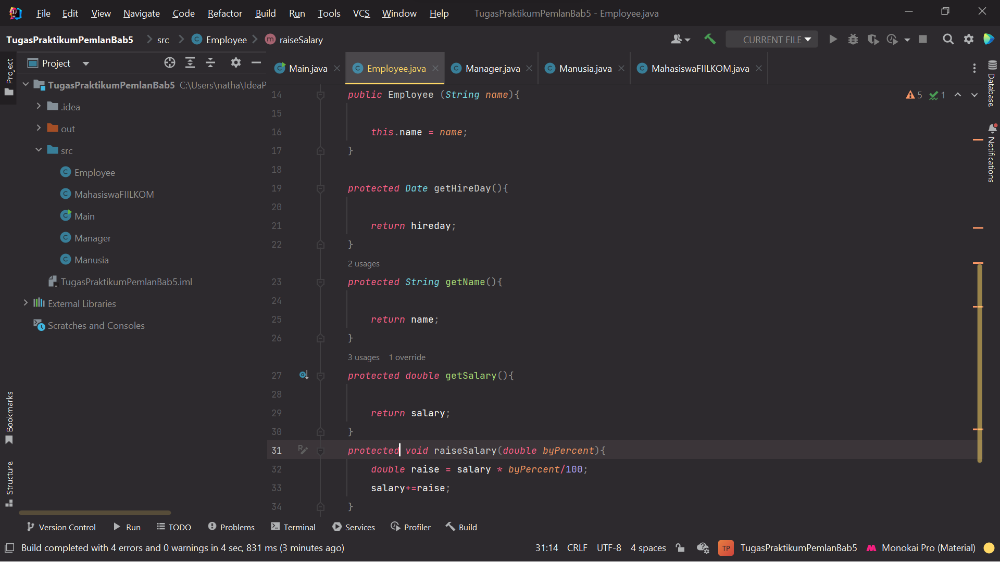 File Edit View Navigate Code Refactor Build Run Tools VCS Window Help TugasPraktikumPemlanBab5 - Employee.java
TugasPraktikumPemlanBab5 src Employee raiseSalary CURRENT FILE
Project
Project
TugasPraktikumPemlanBab5 C:\Users\natha\IdeaP
.idea
out
src
Employee
MahasiswaFIILKOM
Main
Manager
Manusia
TugasPraktikumPemlanBab5.iml
External Libraries
Scratches and Consoles
Bookmarks
Structure
Main.java Employee.java Manager.java Manusia.java MahasiswaFIILKOM.java
5 1
14 public Employee (String name){
15
16 this.name = name;
17 }
18
19 protected Date getHireDay(){
20
21 return hireday;
22 }
2 usages
23 protected String getName(){
24
25 return name;
26 }
3 usages 1 override
27 protected double getSalary(){
28
29 return salary;
30 }
31 protected void raiseSalary(double byPercent){
32 double raise = salary * byPercent/100;
33 salary+=raise;
34 }
Database
Notifications
Version Control Run TODO Problems Terminal Services Profiler Build
Build completed with 4 errors and 0 warnings in 4 sec, 831 ms (3 minutes ago) 31:14 CRLF UTF-8 4 spaces TP TugasPraktikumPemlanBab5 Monokai Pro (Material)